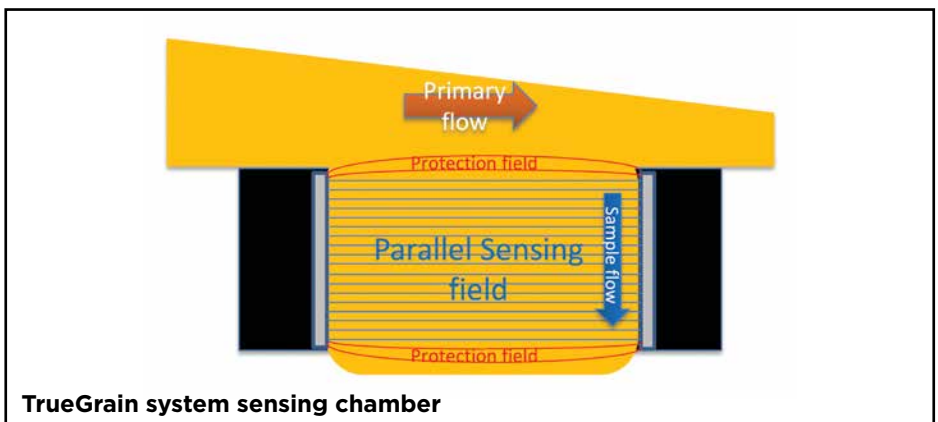 Primary
flow
Protection field
Parallel Sensing
field
Sample flow
Protection field
TrueGrain system sensing chamber